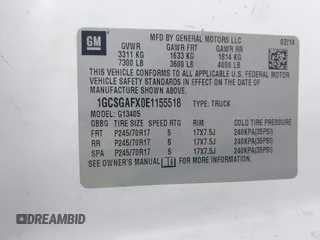 GM
MFD BY GENERAL MOTORS LLC
02/14
GVWR GAWR FRT GAWR RR
3311 KG 1633 KG 1814 KG
7300 LB 3600 LB 4000 LB
THIS VEHICLE CONFORMS TO ALL APPLICABLE U.S. FEDERAL
SAFETY STANDARDS IN EFFECT ON THE DATE OF
MANUFACTURE SHOWN ABOVE.
1GCSGAFX0E1155518 TYPE: TRUCK
MODEL: G13405
GBBG TIRE SIZE SPEED RTG RIM COLD TIRE PRESSURE
FRT P245/70R17 S 17X7.5J 240KPA(35PSI)
RR P245/70R17 S 17X7.5J 240KPA(35PSI)
SPA P245/70R17 S 17X7.5J 240KPA(35PSI)
SEE OWNER'S MANUAL FOR MORE INFORMATION
DREAMBID